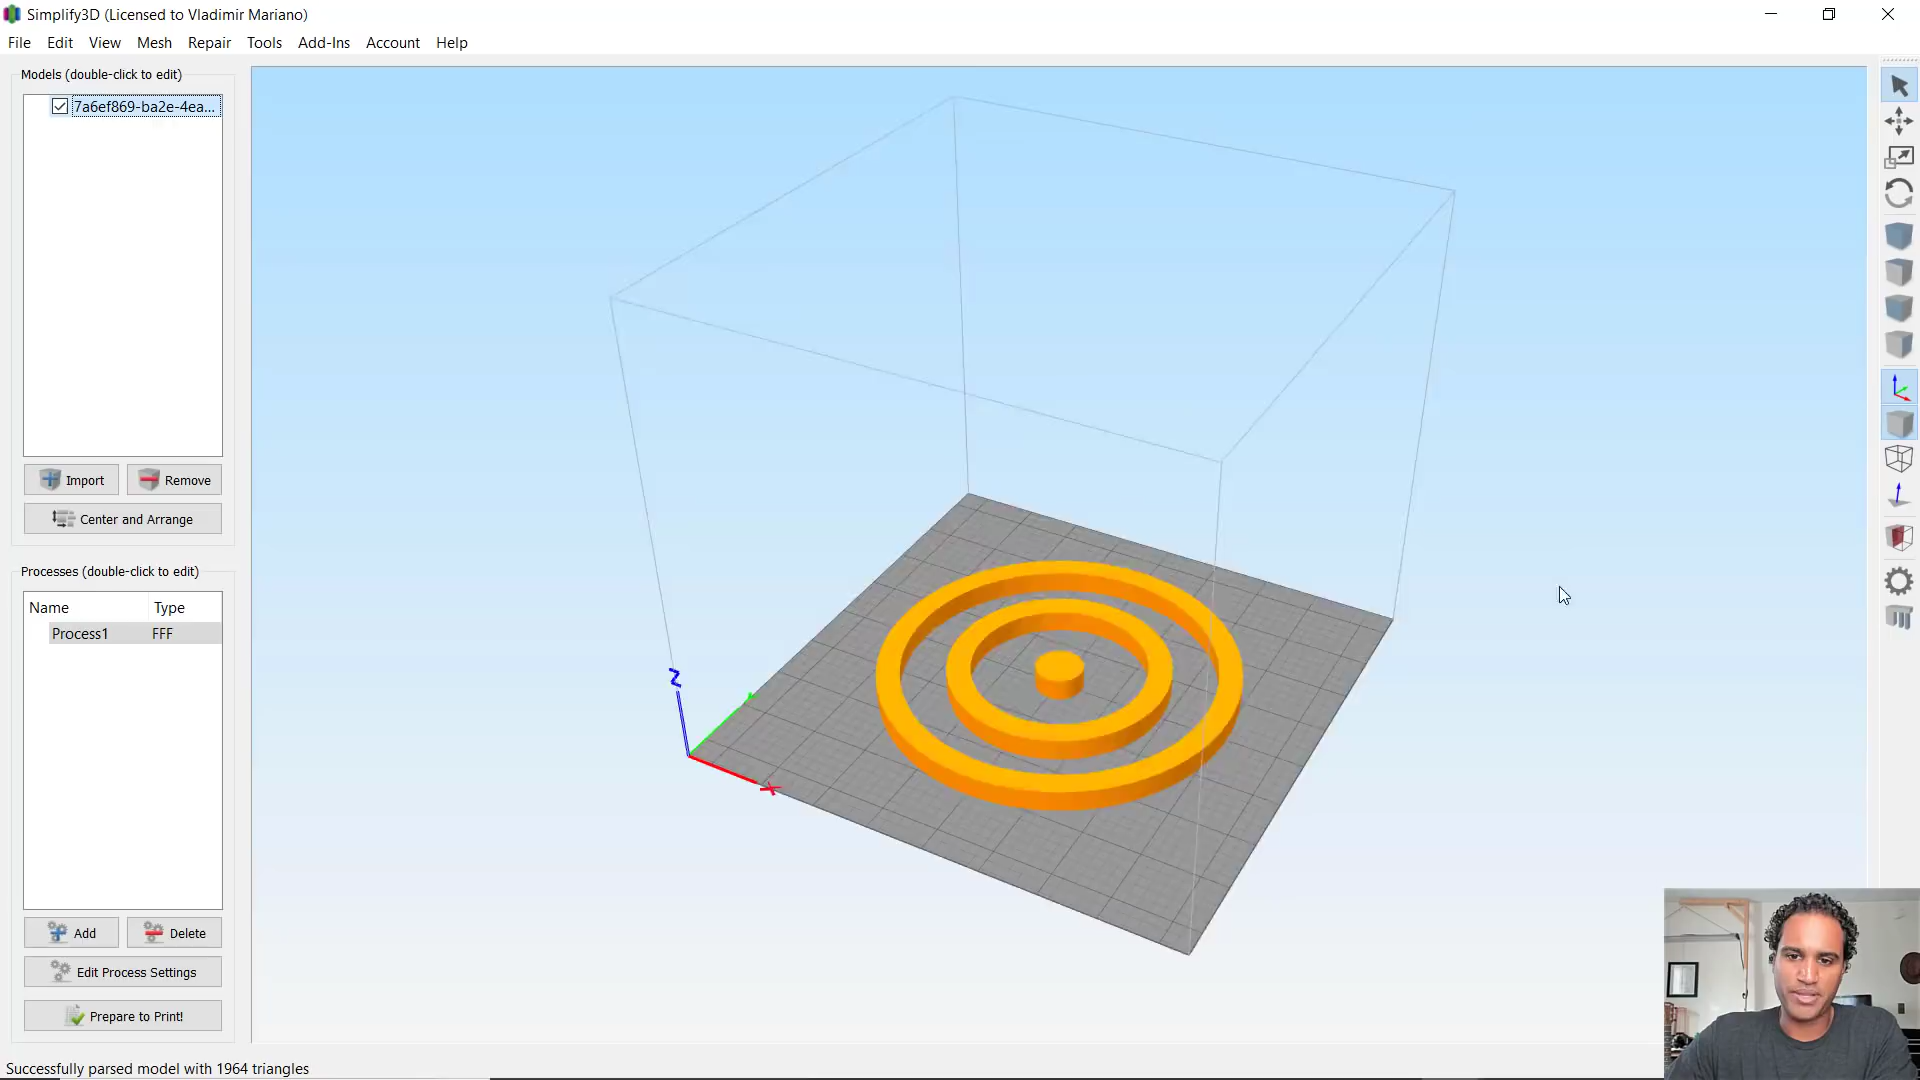 Simplify3D (Licensed to Vladimir Mariano)
File Edit View Mesh Repair Tools Add-Ins Account Help
Models (double-click to edit)
7a6ef869-ba2e-4ea...
Import Remove
Center and Arrange
Processes (double-click to edit)
Name Type
Process1 FFF
Add Delete
Edit Process Settings
Prepare to Print!
Z
X
Successfully parsed model with 1964 triangles